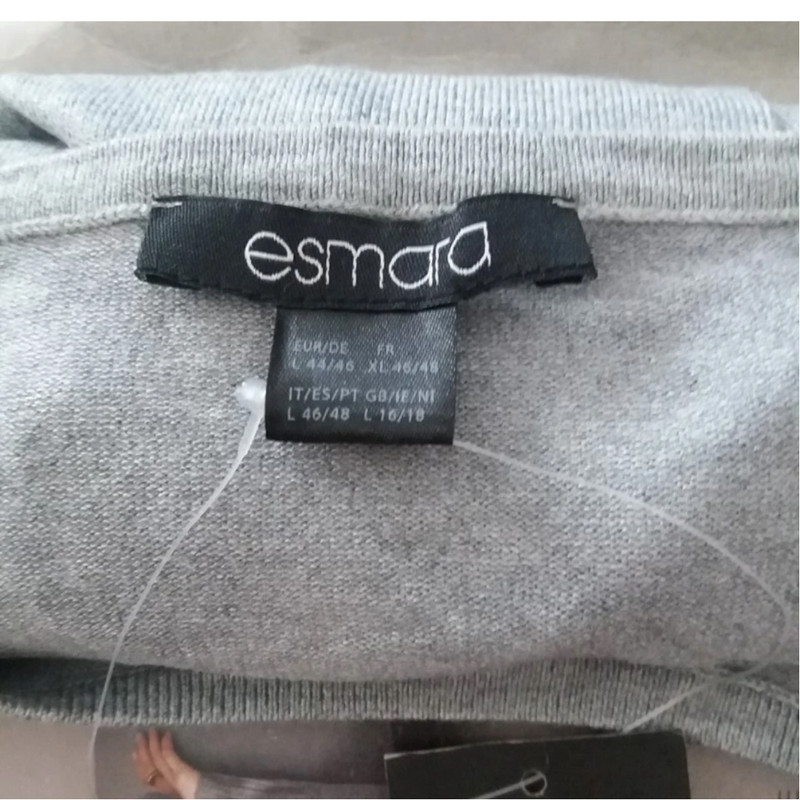 esmara
EUR/DE FR
L 44/46 XL 46/48
IT/ES/PT GB/IE/NI
L 46/48 L 16/18